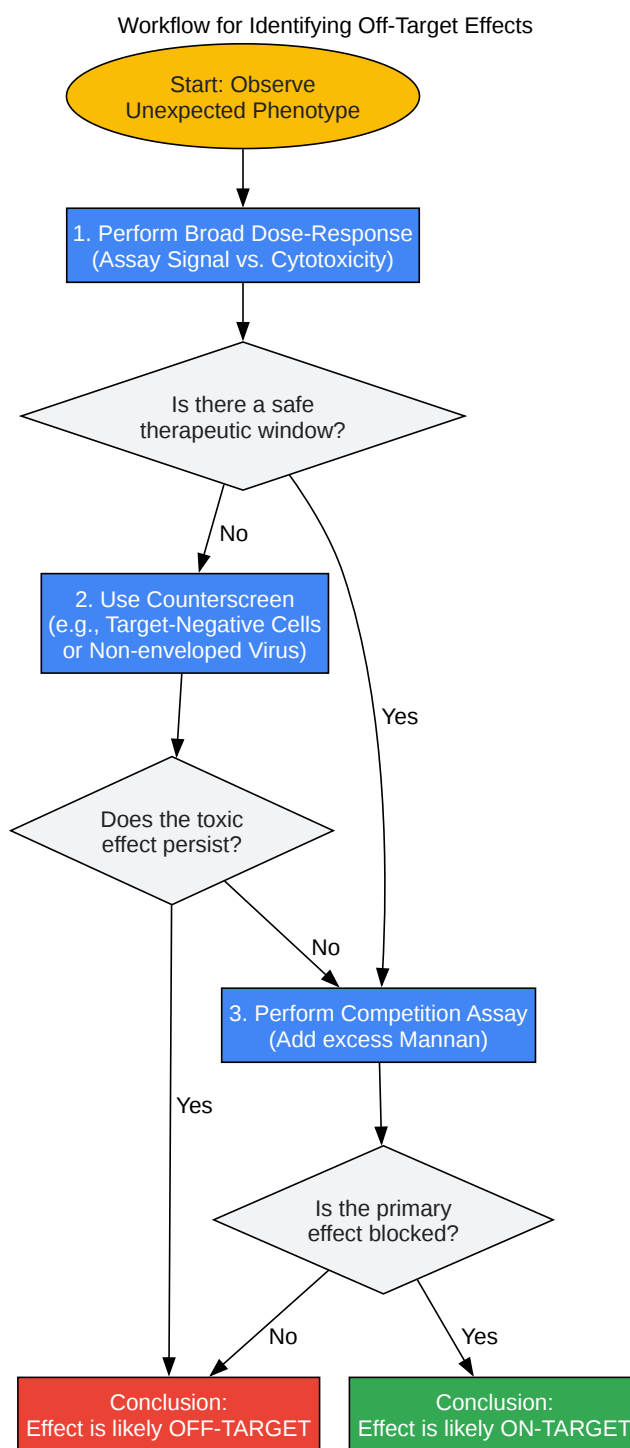 Workflow for Identifying Off-Target Effects
Start: Observe
Unexpected Phenotype
1. Perform Broad Dose-Response
(Assay Signal vs. Cytotoxicity)
Is there a safe
therapeutic window?
No
2. Use Counterscreen
(e.g., Target-Negative Cells
or Non-enveloped Virus)
Yes
Does the toxic
effect persist?
No
3. Perform Competition Assay
(Add excess Mannan)
Yes
Is the primary
effect blocked?
No
Yes
Conclusion:
Effect is likely OFF-TARGET
Conclusion:
Effect is likely ON-TARGET